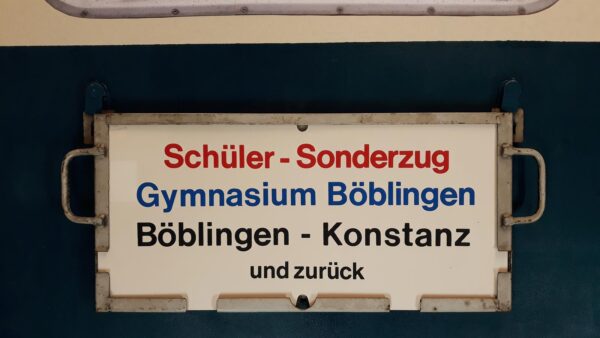 Schüler - Sonderzug
Gymnasium Böblingen
Böblingen - Konstanz
und zurück